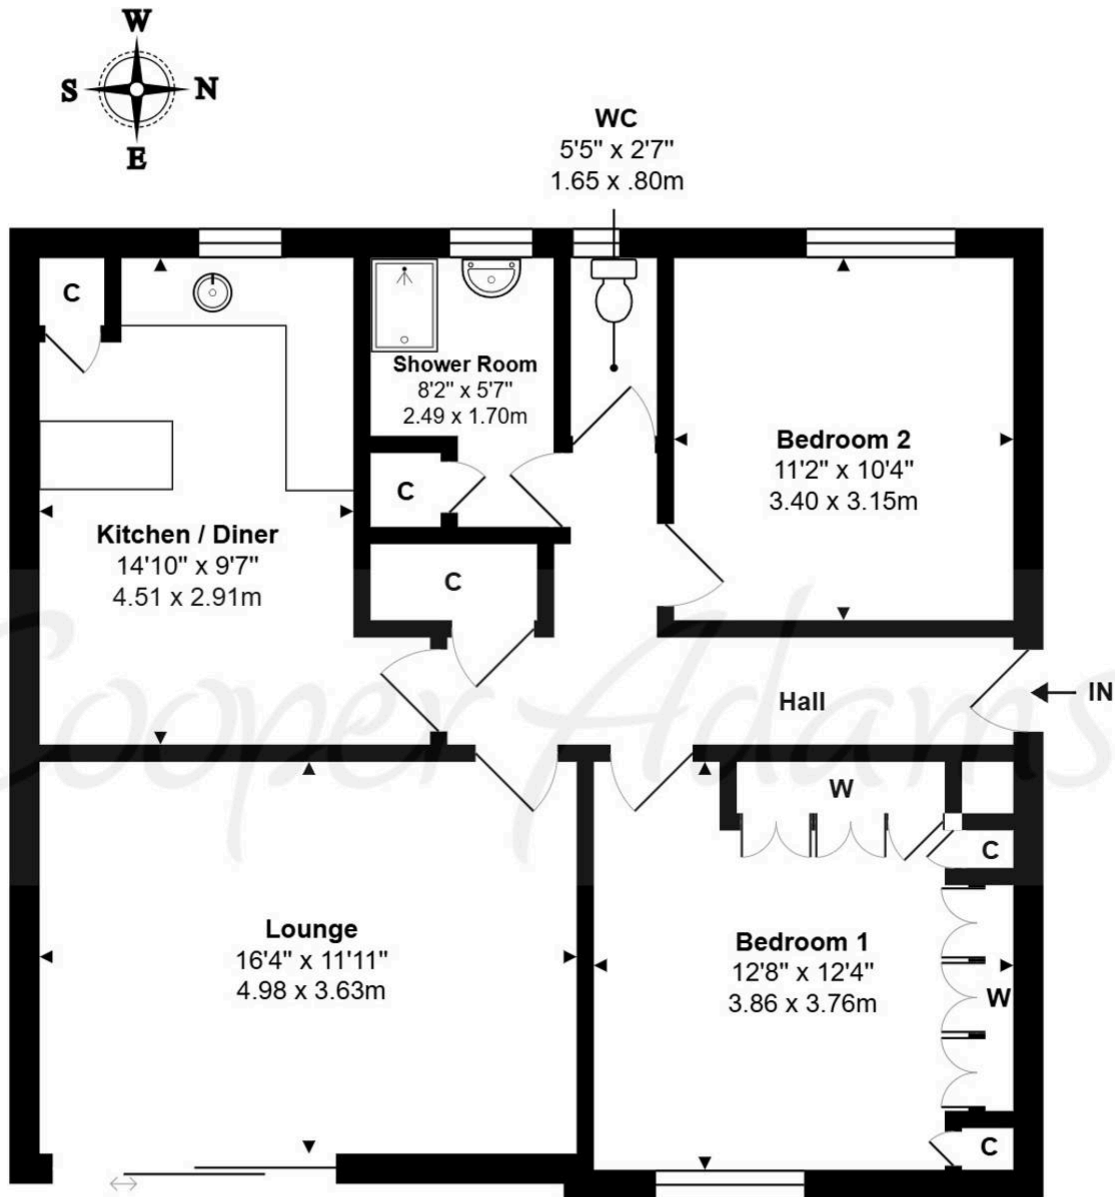 W
S
N
E
WC
5'5" x 2'7"
1.65 x .80m
C
Shower Room
8'2" x 5'7"
2.49 x 1.70m
C
Bedroom 2
11'2" x 10'4"
3.40 x 3.15m
Kitchen / Diner
14'10" x 9'7"
4.51 x 2.91m
C
Hall
IN
Cooper Adams
W
C
Lounge
16'4" x 11'11"
4.98 x 3.63m
Bedroom 1
12'8" x 12'4"
3.86 x 3.76m
W
C